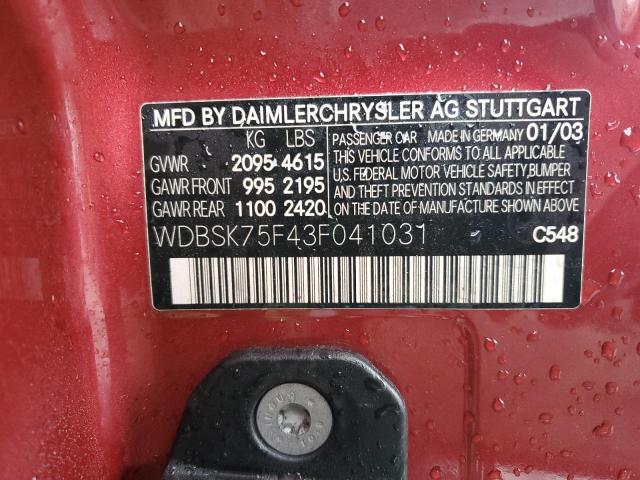 MFD BY DAIMLERCHRYSLER AG STUTTGART
KG LBS
GVWR 2095 4615
GAWR FRONT 995 2195
GAWR REAR 1100 2420
PASSENGER CAR MADE IN GERMANY 01/03
THIS VEHICLE CONFORMS TO ALL APPLICABLE
U.S. FEDERAL MOTOR VEHICLE SAFETY, BUMPER
AND THEFT PREVENTION STANDARDS IN EFFECT
ON THE DATE OF MANUFACTURE SHOWN ABOVE
WDBSK75F43F041031 C548